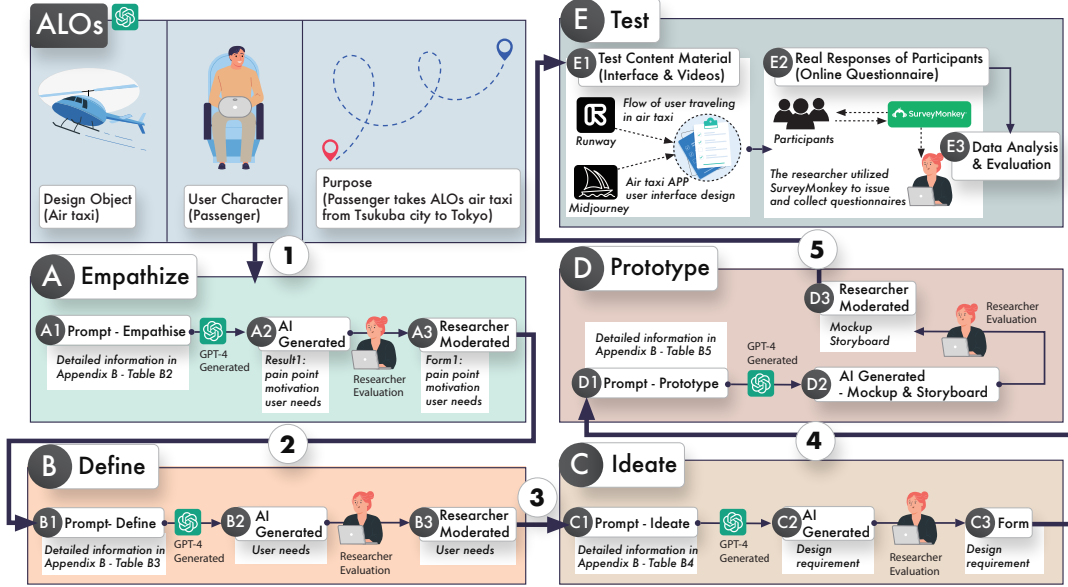 ALOs
Design Object
(Air taxi)
User Character
(Passenger)
Purpose
(Passenger takes ALOs air taxi
from Tsukuba city to Tokyo)
1
A Empathize
A1 Prompt - Empathise
Detailed information in
Appendix B - Table B2
GPT-4
Generated
A2 AI
Generated
Result1:
pain point
motivation
user needs
Researcher
Evaluation
A3 Researcher
Moderated
Form1:
pain point
motivation
user needs
2
B Define
B1 Prompt- Define
Detailed information in
Appendix B - Table B3
GPT-4
Generated
B2 AI
Generated
User needs
Researcher
Evaluation
B3 Researcher
Moderated
User needs
3
C Ideate
C1 Prompt - Ideate
Detailed information in
Appendix B - Table B4
GPT-4
Generated
C2 AI
Generated
Design
requirement
Researcher
Evaluation
C3 Form
Design
requirement
4
D Prototype
Detailed information in
Appendix B - Table B5
D1 Prompt - Prototype
GPT-4
Generated
D2 AI Generated
- Mockup & Storyboard
Researcher
Evaluation
D3 Researcher
Moderated
Mockup
Storyboard
5
E Test
E1 Test Content Material
(Interface & Videos)
Runway
Flow of user traveling
in air taxi
Midjourney
Air taxi APP
user interface design
E2 Real Responses of Participants
(Online Questionnaire)
Participants
SurveyMonkey
The researcher utilized
SurveyMonkey to issue
and collect questionnaires
E3 Data Analysis
& Evaluation